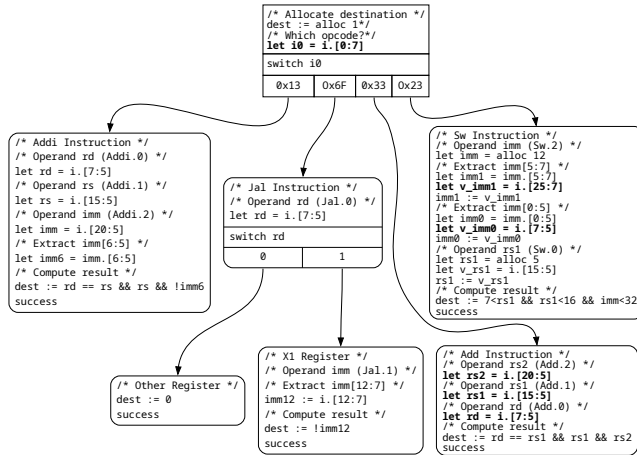 /* Allocate destination */
dest := alloc 1*/
/* Which opcode?*/
let i0 = i.[0:7]
switch i0
0x13 0x6F 0x33 0x23
/* Addi Instruction */
/* Operand rd (Addi.0) */
let rd = i.[7:5]
/* Operand rs (Addi.1) */
let rs = i.[15:5]
/* Operand imm (Addi.2) */
let imm = i.[20:5]
/* Extract imm[6:5] */
let imm6 = imm.[6:5]
/* Compute result */
dest := rd == rs && rs && !imm6
success
/* Jal Instruction */
/* Operand rd (Jal.0) */
let rd = i.[7:5]
switch rd
0 1
/* Sw Instruction */
/* Operand imm (Sw.2) */
let imm = alloc 12
/* Extract imm[5:7] */
let imm1 = imm.[5:7]
let v_imm1 = i.[25:7]
imm1 := v_imm1
/* Extract imm[0:5] */
let imm0 = imm.[0:5]
let v_imm0 = i.[7:5]
imm0 := v_imm0
/* Operand rs1 (Sw.0) */
let rs1 = alloc 5
let v_rs1 = i.[15:5]
rs1 := v_rs1
/* Compute result */
dest := 7<rs1 && rs1<16 && imm<32
success
/* Other Register */
dest := 0
success
/* X1 Register */
/* Operand imm (Jal.1) */
/* Extract imm[12:7] */
imm12 := i.[12:7]
/* Compute result */
dest := !imm12
success
/* Add Instruction */
/* Operand rs2 (Add.2) */
let rs2 = i.[20:5]
/* Operand rs1 (Add.1) */
let rs1 = i.[15:5]
/* Operand rd (Add.0) */
let rd = i.[7:5]
/* Compute result */
dest := rd == rs1 && rs1 && rs2
success